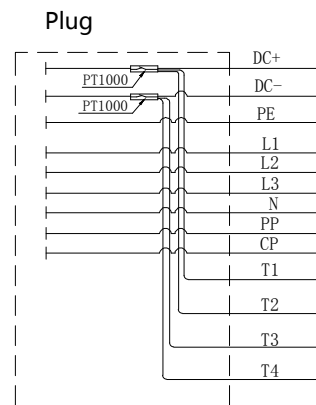 Plug
DC+
PT1000
DC-
PT1000
PE
L1
L2
L3
N
PP
CP
T1
T2
T3
T4